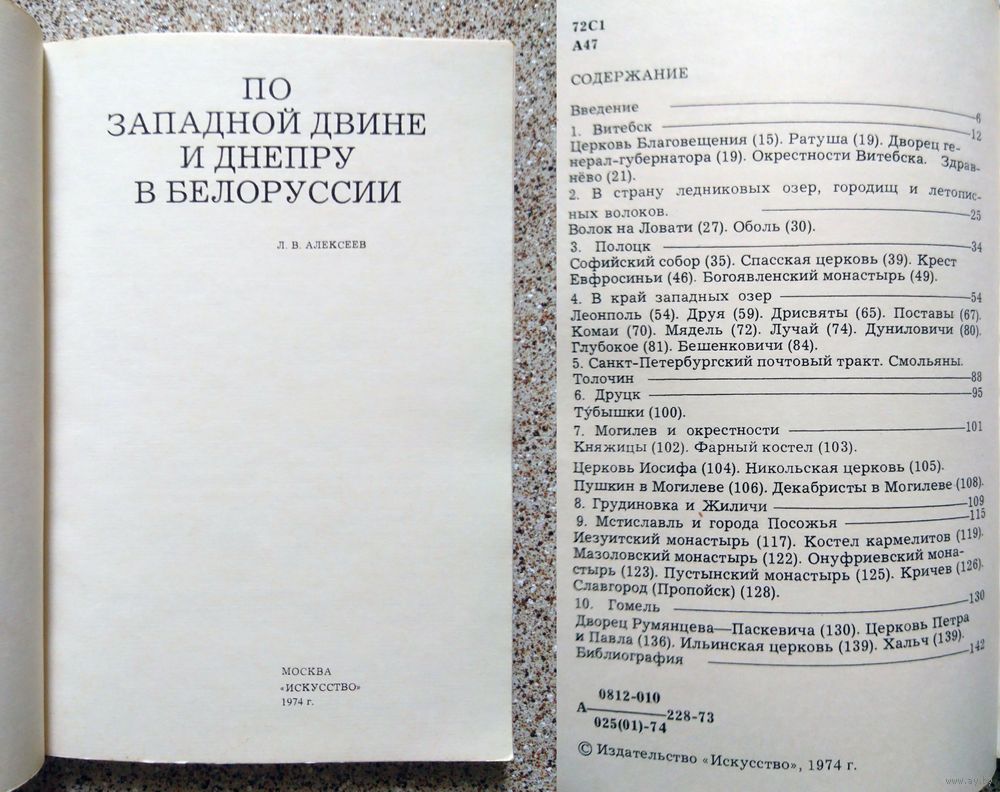 ПО
ЗАПАДНОЙ ДВИНЕ
И ДНЕПРУ
В БЕЛОРУССИИ
Л. В. АЛЕКСЕЕВ
МОСКВА
«ИСКУССТВО»
1974 г.
72С1
А47
СОДЕРЖАНИЕ
Введение 6
1. Витебск 12
Церковь Благовещения (15). Ратуша (19). Дворец ге-
нерал-губернатора (19). Окрестности Витебска. Здрав-
нёво (21).
2. В страну ледниковых озер, городищ и летопис-
ных волоков. 25
Волок на Ловати (27). Оболь (30).
3. Полоцк 34
Софийский собор (35). Спасская церковь (39). Крест
Евфросиньи (46). Богоявленский монастырь (49).
4. В край западных озер 54
Леонполь (54). Друя (59). Дрисвяты (65). Поставы (67).
Комаи (70). Мядель (72). Лучай (74). Дуниловичи (80).
Глубокое (81). Бешенковичи (84).
5. Санкт-Петербургский почтовый тракт. Смольяны.
Толочин 88
6. Друцк 95
Ту́бышки (100).
7. Могилев и окрестности 101
Княжицы (102). Фарный костел (103).
Церковь Иосифа (104). Никольская церковь (105).
Пушкин в Могилеве (106). Декабристы в Могилеве (108).
8. Грудиновка и Жиличи 109
9. Мстиславль и города Посожья 115
Иезуитский монастырь (117). Костел кармелитов (119).
Мазоловский монастырь (122). Онуфриевский мона-
стырь (123). Пустынский монастырь (125). Кричев (126).
Славгород (Пропойск) (128).
10. Гомель 130
Дворец Румянцева—Паскевича (130). Церковь Петра
и Павла (136). Ильинская церковь (139). Хальч (139).
Библиография 142
0812-010
А 228-73
025(01)-74
© Издательство «Искусство», 1974 г.